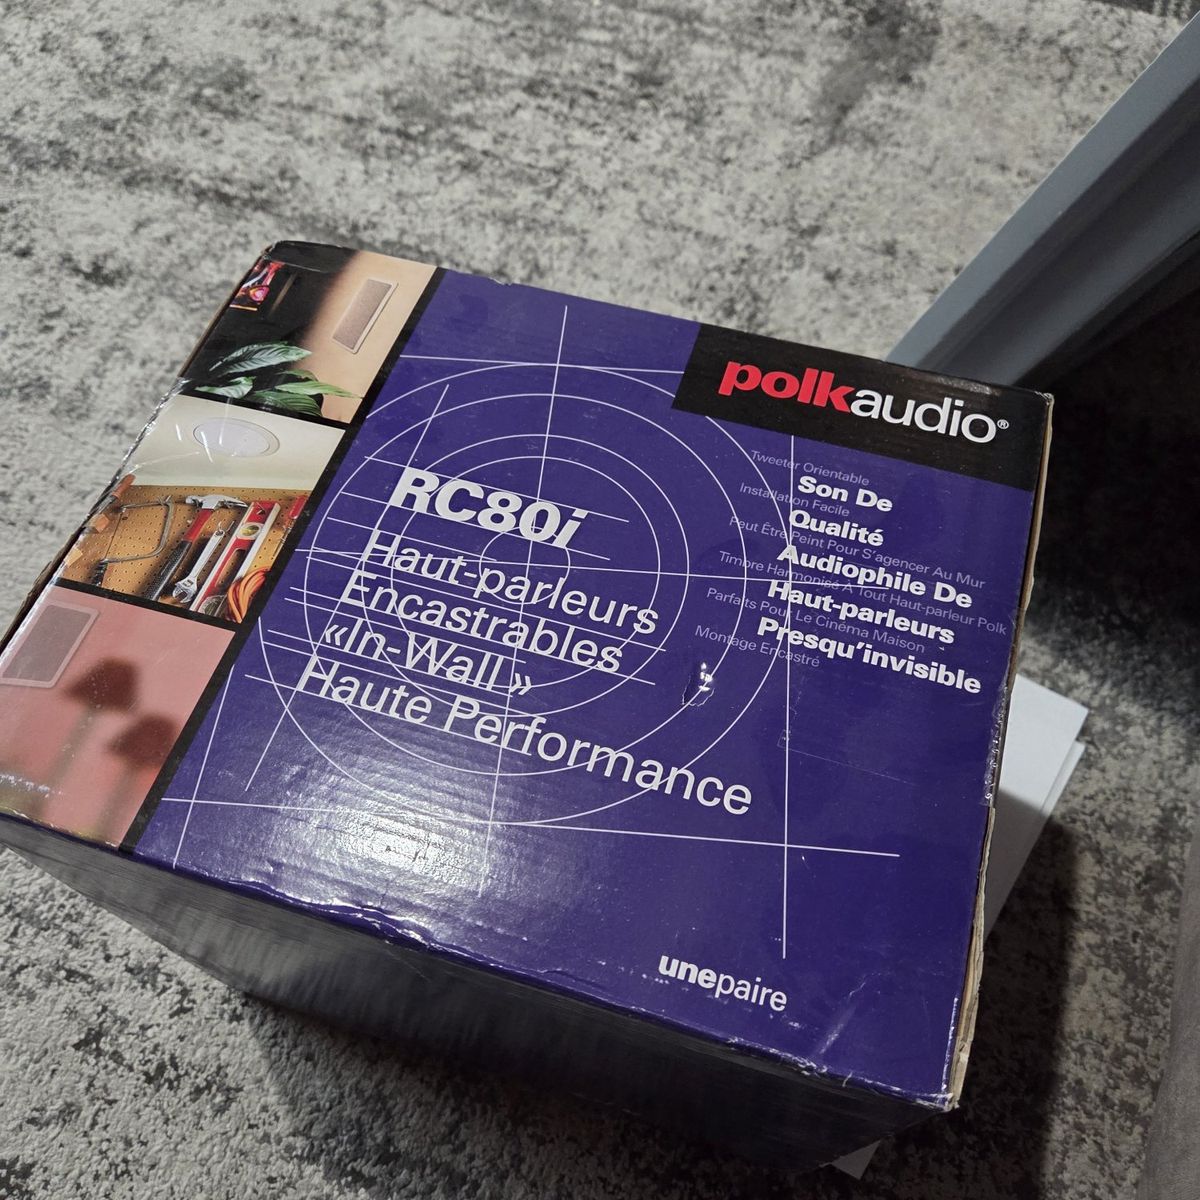 polkaudio®
RC80i
Haut-parleurs
Encastrables
«In-Wall »
Haute Performance
Tweeter Orientable
Son De
Installation Facile
Qualité
Peut Être Peint Pour S'agencer Au Mur
Audiophile De
Timbre Harmonisé À Tout Haut-parleur Polk
Haut-parleurs
Parfaits Pour Le Cinéma Maison
Presqu'invisible
Montage Encastré
unepaire